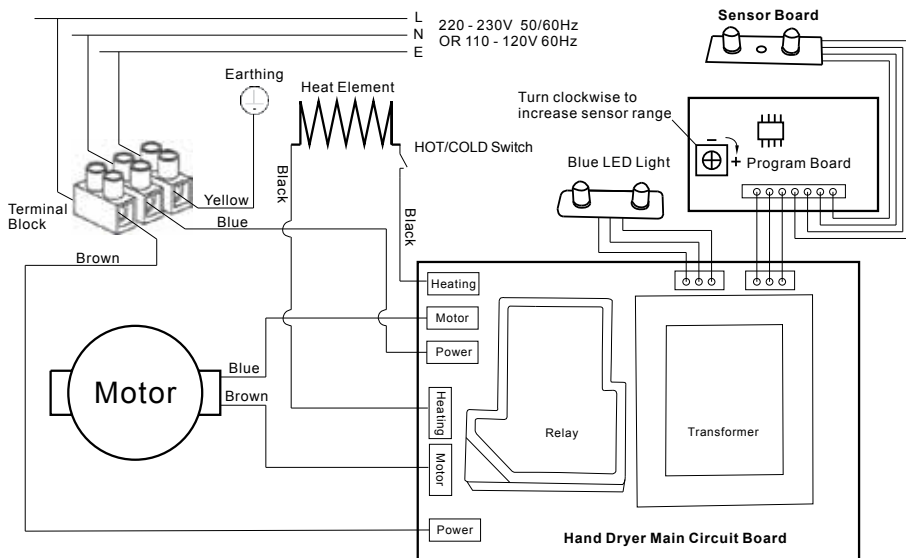 L
N
E
220 - 230V 50/60Hz
OR 110 - 120V 60Hz
Sensor Board
Earthing
Heat Element
Turn clockwise to
increase sensor range
HOT/COLD Switch
−
+
Program Board
Blue LED Light
Black
Yellow
Terminal
Block
Blue
Black
Brown
Heating
Motor
Power
Blue
Brown
Motor
Heating
Motor
Relay
Transformer
Power
Hand Dryer Main Circuit Board